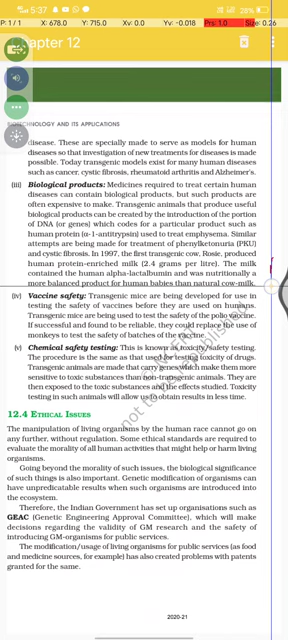 P: 1 / 1 X: 678.0 Y: 715.0 Xv: 0.0 Yv: -0.018 Prs: 1.0 Size: 0.26
5:37 28%
Chapter 12
BIOTECHNOLOGY AND ITS APPLICATIONS
disease. These are specially made to serve as models for human
diseases so that investigation of new treatments for diseases is made
possible. Today transgenic models exist for many human diseases
such as cancer, cystic fibrosis, rheumatoid arthritis and Alzheimer's.
(iii) Biological products: Medicines required to treat certain human
diseases can contain biological products, but such products are
often expensive to make. Transgenic animals that produce useful
biological products can be created by the introduction of the portion
of DNA (or genes) which codes for a particular product such as
human protein (α-1-antitrypsin) used to treat emphysema. Similar
attempts are being made for treatment of phenylketonuria (PKU)
and cystic fibrosis. In 1997, the first transgenic cow, Rosie, produced
human protein-enriched milk (2.4 grams per litre). The milk
contained the human alpha-lactalbumin and was nutritionally a
more balanced product for human babies than natural cow-milk.
(iv) Vaccine safety: Transgenic mice are being developed for use in
testing the safety of vaccines before they are used on humans.
Transgenic mice are being used to test the safety of the polio vaccine.
If successful and found to be reliable, they could replace the use of
monkeys to test the safety of batches of the vaccine.
(v) Chemical safety testing: This is known as toxicity/safety testing.
The procedure is the same as that used for testing toxicity of drugs.
Transgenic animals are made that carry genes which make them more
sensitive to toxic substances than non-transgenic animals. They are
then exposed to the toxic substances and the effects studied. Toxicity
testing in such animals will allow us to obtain results in less time.
12.4 ETHICAL ISSUES
The manipulation of living organisms by the human race cannot go on
any further, without regulation. Some ethical standards are required to
evaluate the morality of all human activities that might help or harm living
organisms.
Going beyond the morality of such issues, the biological significance
of such things is also important. Genetic modification of organisms can
have unpredictable results when such organisms are introduced into
the ecosystem.
Therefore, the Indian Government has set up organisations such as
GEAC (Genetic Engineering Approval Committee), which will make
decisions regarding the validity of GM research and the safety of
introducing GM-organisms for public services.
The modification/usage of living organisms for public services (as food
and medicine sources, for example) has also created problems with patents
granted for the same.
2020-21